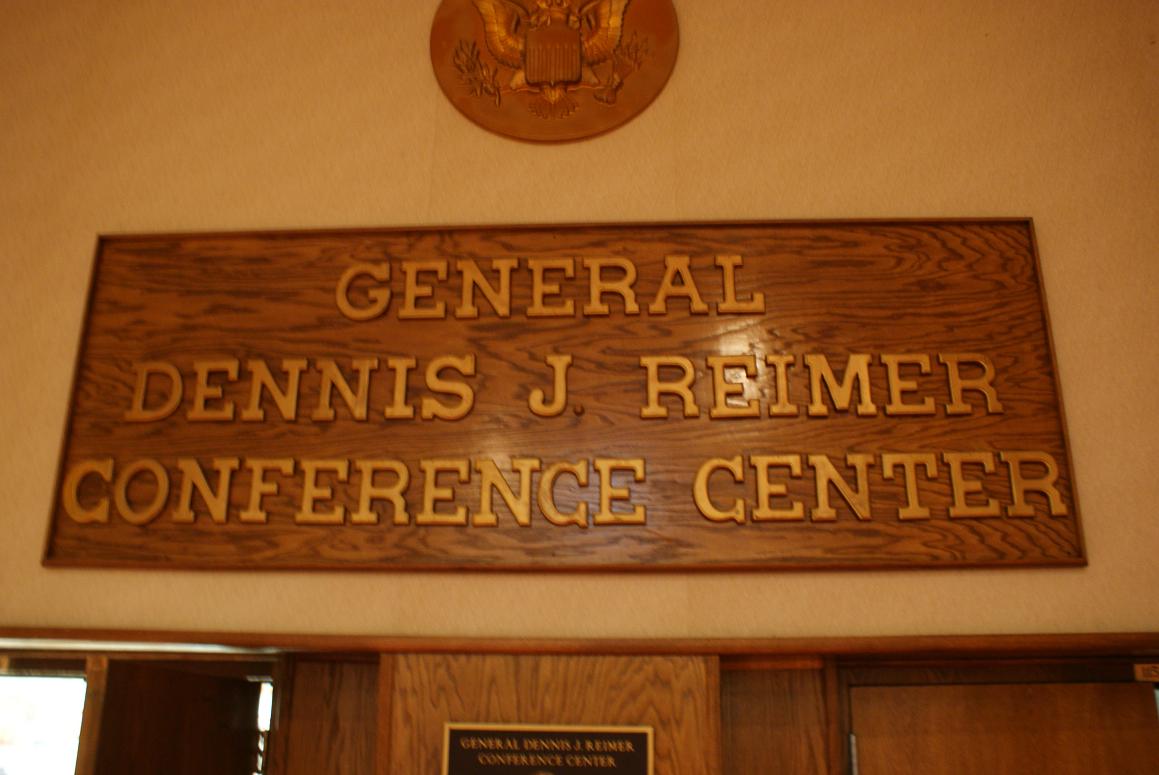 GENERAL
DENNIS J. REIMER
CONFERENCE CENTER
GENERAL DENNIS J. REIMER
CONFERENCE CENTER